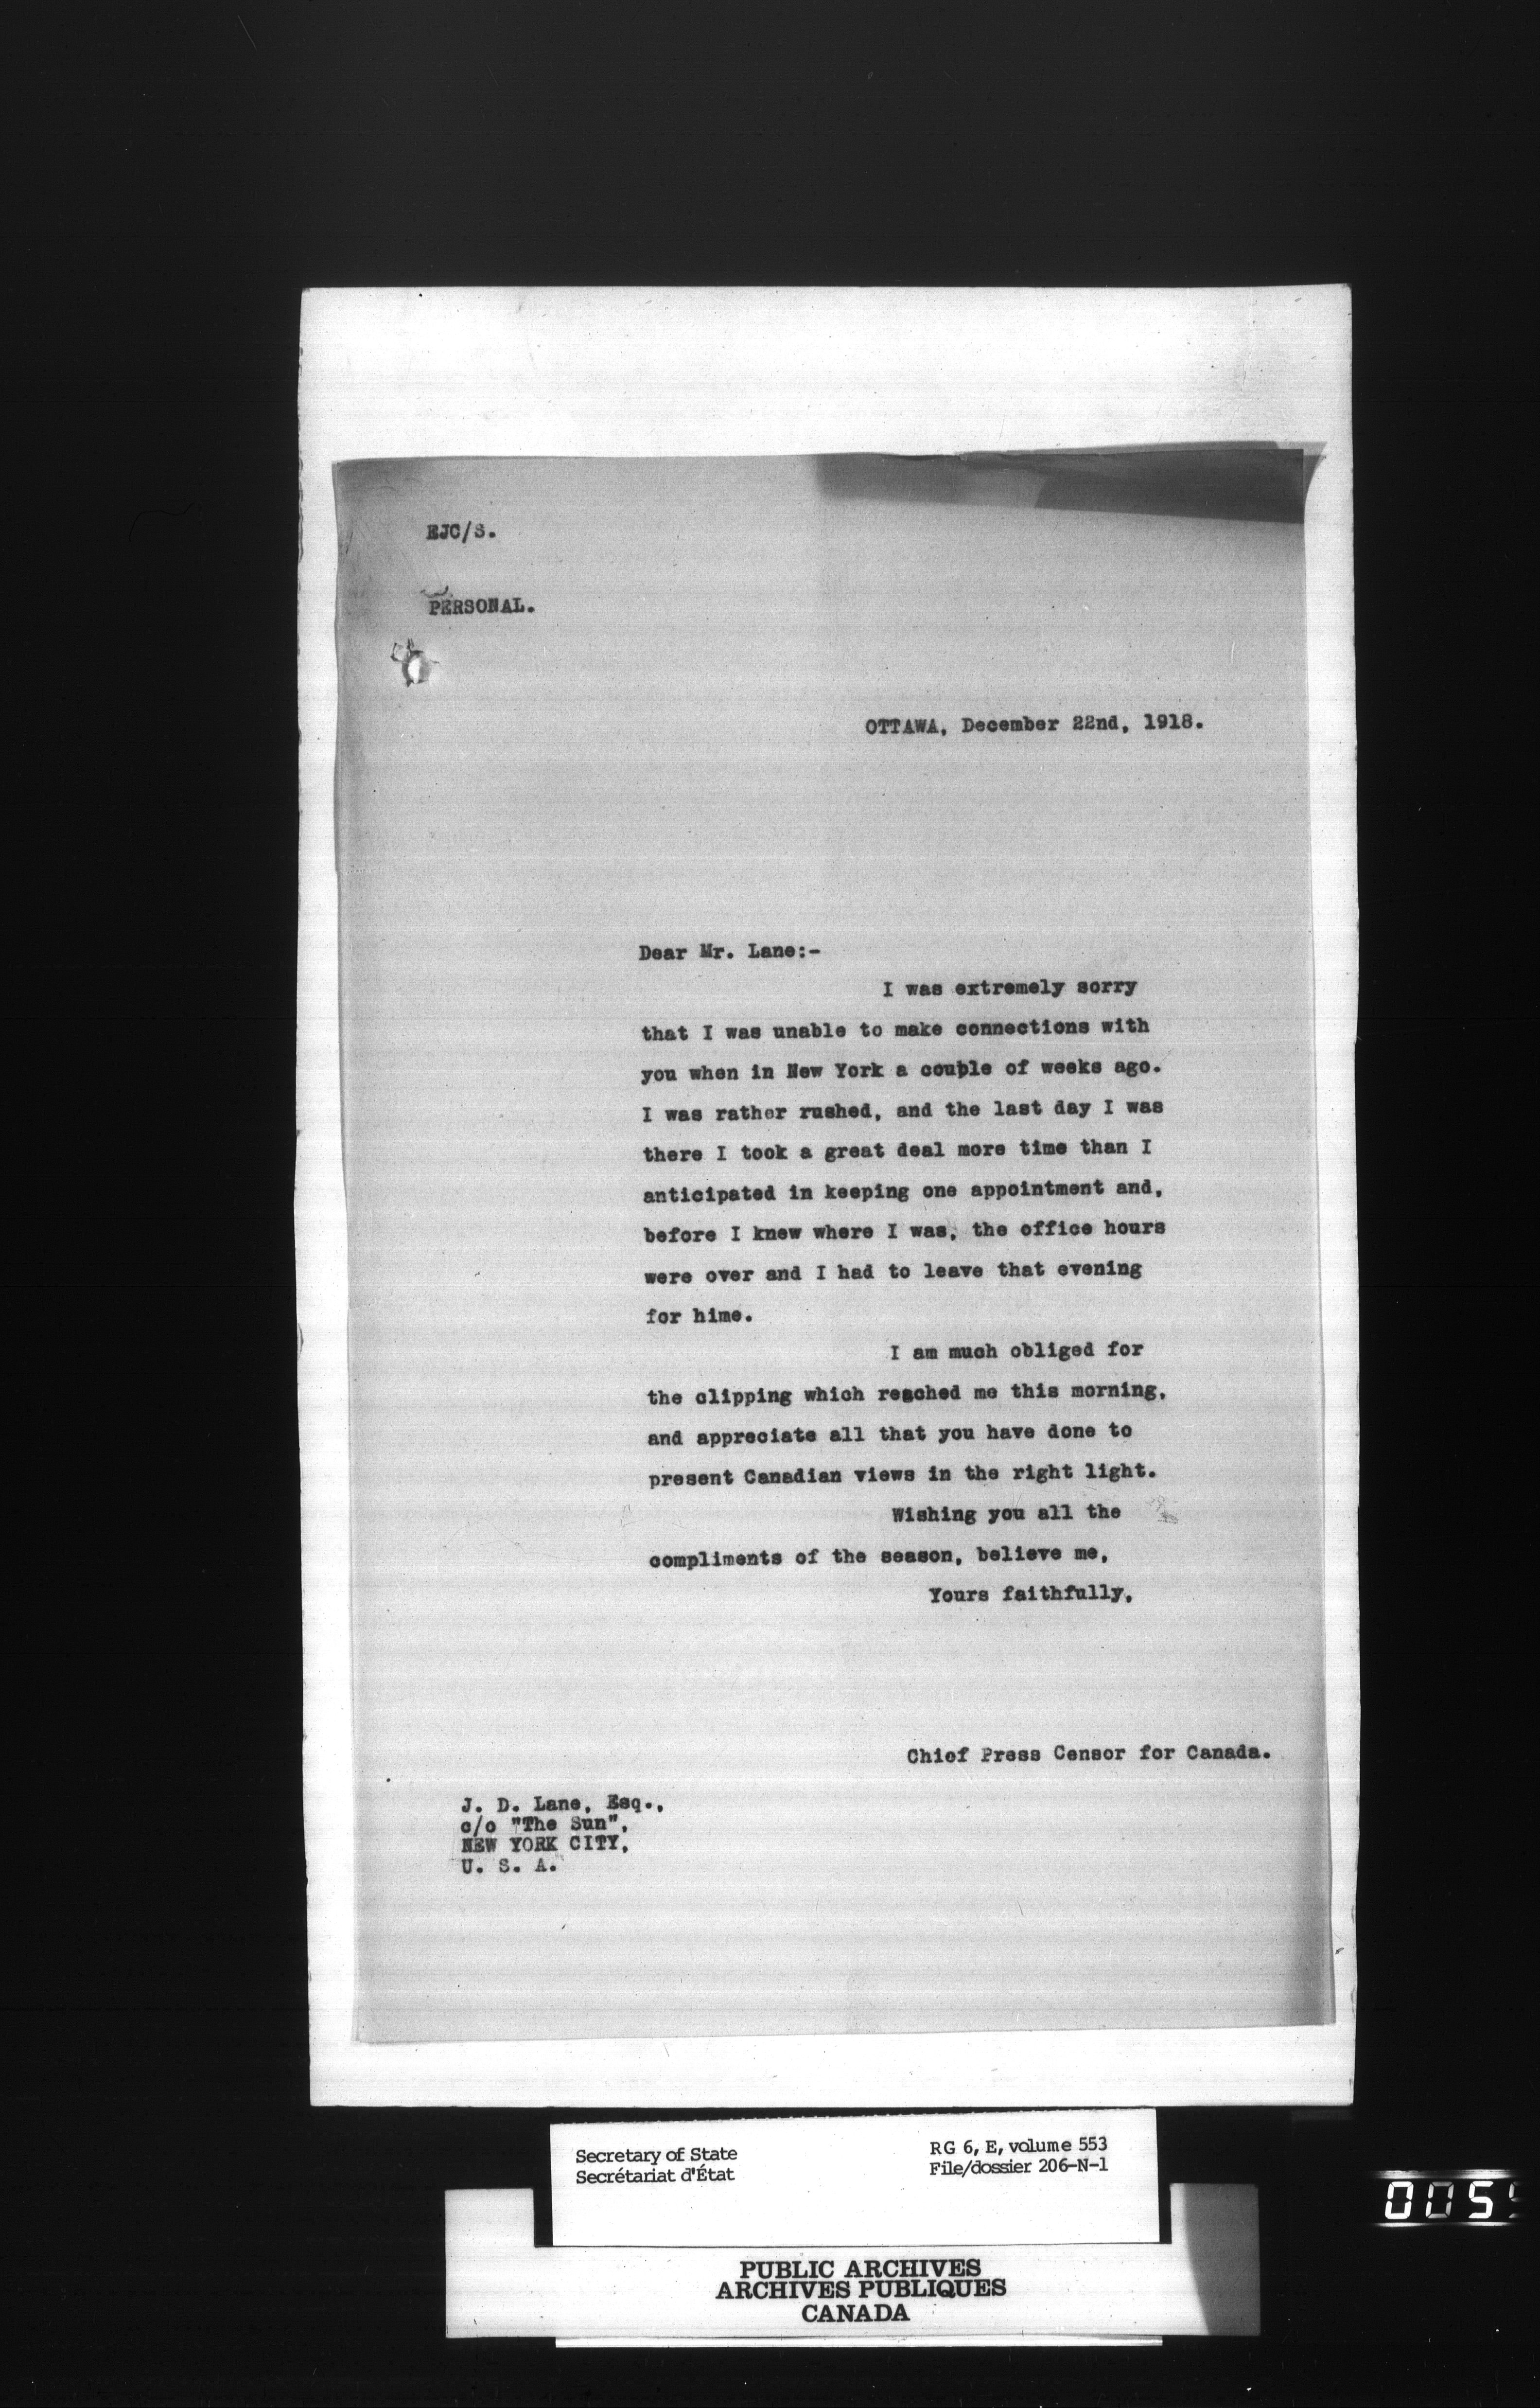 EJC/S.
PERSONAL.
OTTAWA, December 22nd, 1918.
Dear Mr. Lane:-
I was extremely sorry
that I was unable to make connections with
you when in New York a couple of weeks ago.
I was rather rushed, and the last day I was
there I took a great deal more time than I
anticipated in keeping one appointment and,
before I knew where I was, the office hours
were over and I had to leave that evening
for hime.
I am much obliged for
the clipping which reached me this morning,
and appreciate all that you have done to
present Canadian views in the right light.
Wishing you all the
compliments of the season, believe me,
Yours faithfully,
Chief Press Censor for Canada.
J. D. Lane, Esq.,
c/o "The Sun",
NEW YORK CITY,
U. S. A.
Secretary of State
Secrétariat d'État
RG 6, E, volume 553
File/dossier 206-N-1
PUBLIC ARCHIVES
ARCHIVES PUBLIQUES
CANADA